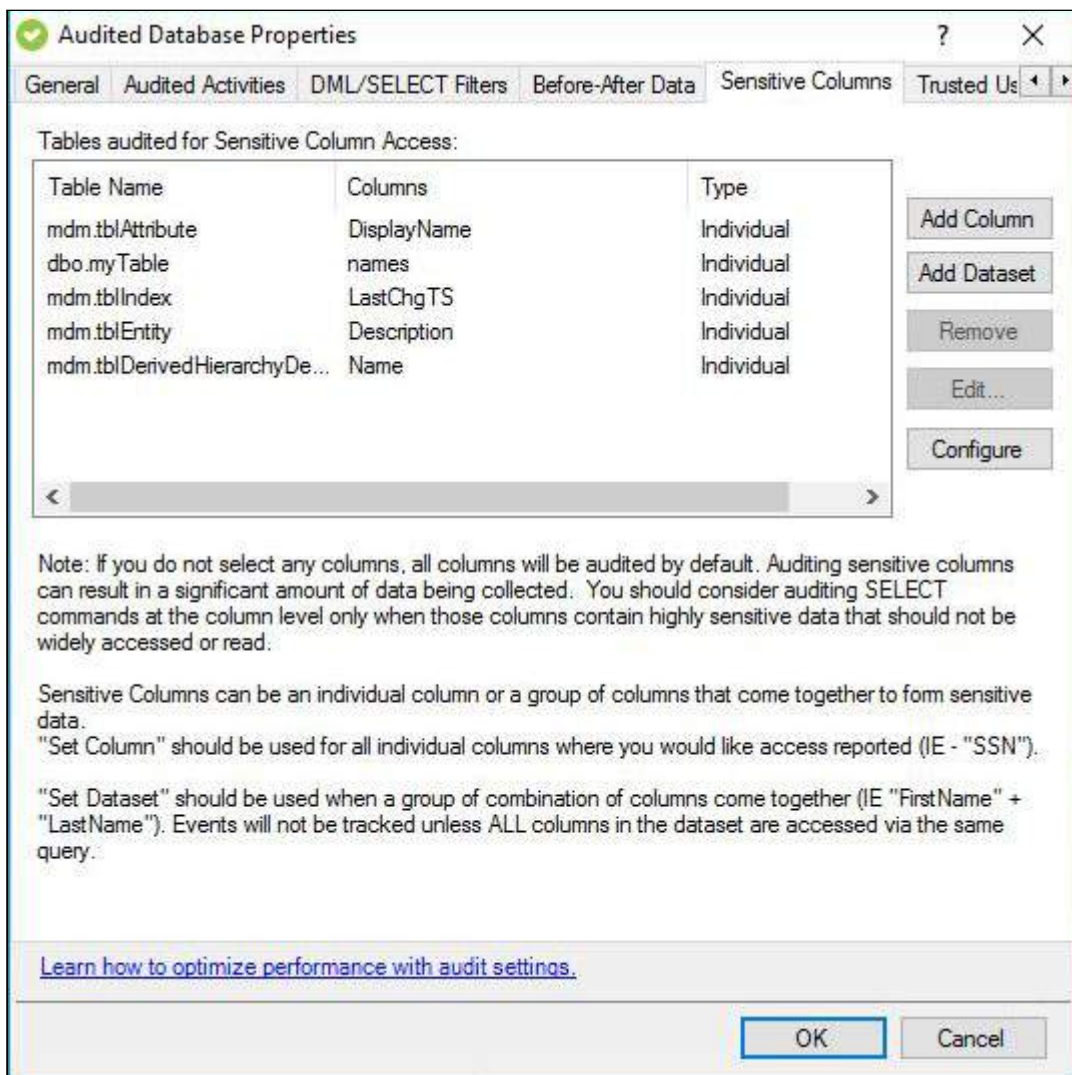 Audited Database Properties
? X
General Audited Activities DML/SELECT Filters Before-After Data Sensitive Columns Trusted Us
Tables audited for Sensitive Column Access:
Table Name Columns Type
mdm.tblAttribute DisplayName Individual
dbo.myTable names Individual
mdm.tblIndex LastChgTS Individual
mdm.tblEntity Description Individual
mdm.tblDerivedHierarchyDe... Name Individual
Add Column
Add Dataset
Remove
Edit...
Configure
Note: If you do not select any columns, all columns will be audited by default. Auditing sensitive columns
can result in a significant amount of data being collected. You should consider auditing SELECT
commands at the column level only when those columns contain highly sensitive data that should not be
widely accessed or read.
Sensitive Columns can be an individual column or a group of columns that come together to form sensitive
data.
"Set Column" should be used for all individual columns where you would like access reported (IE - "SSN").
"Set Dataset" should be used when a group of combination of columns come together (IE "FirstName" +
"LastName"). Events will not be tracked unless ALL columns in the dataset are accessed via the same
query.
Learn how to optimize performance with audit settings.
OK Cancel